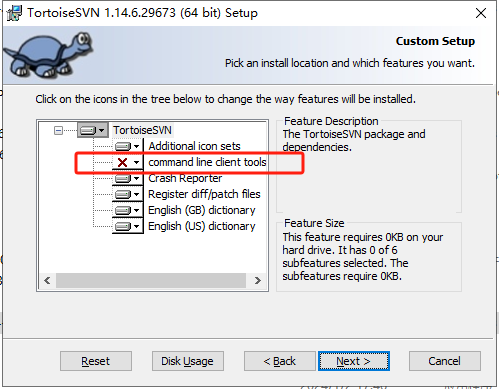 TortoiseSVN 1.14.6.29673 (64 bit) Setup
Custom Setup
Pick an install location and which features you want.
Click on the icons in the tree below to change the way features will be installed.
TortoiseSVN
Additional icon sets
command line client tools
Crash Reporter
Register diff/patch files
English (GB) dictionary
English (US) dictionary
Feature Description
The TortoiseSVN package and
dependencies.
Feature Size
This feature requires 0KB on your
hard drive. It has 0 of 6
subfeatures selected. The
subfeatures require 0KB.
Reset
Disk Usage
< Back
Next >
Cancel